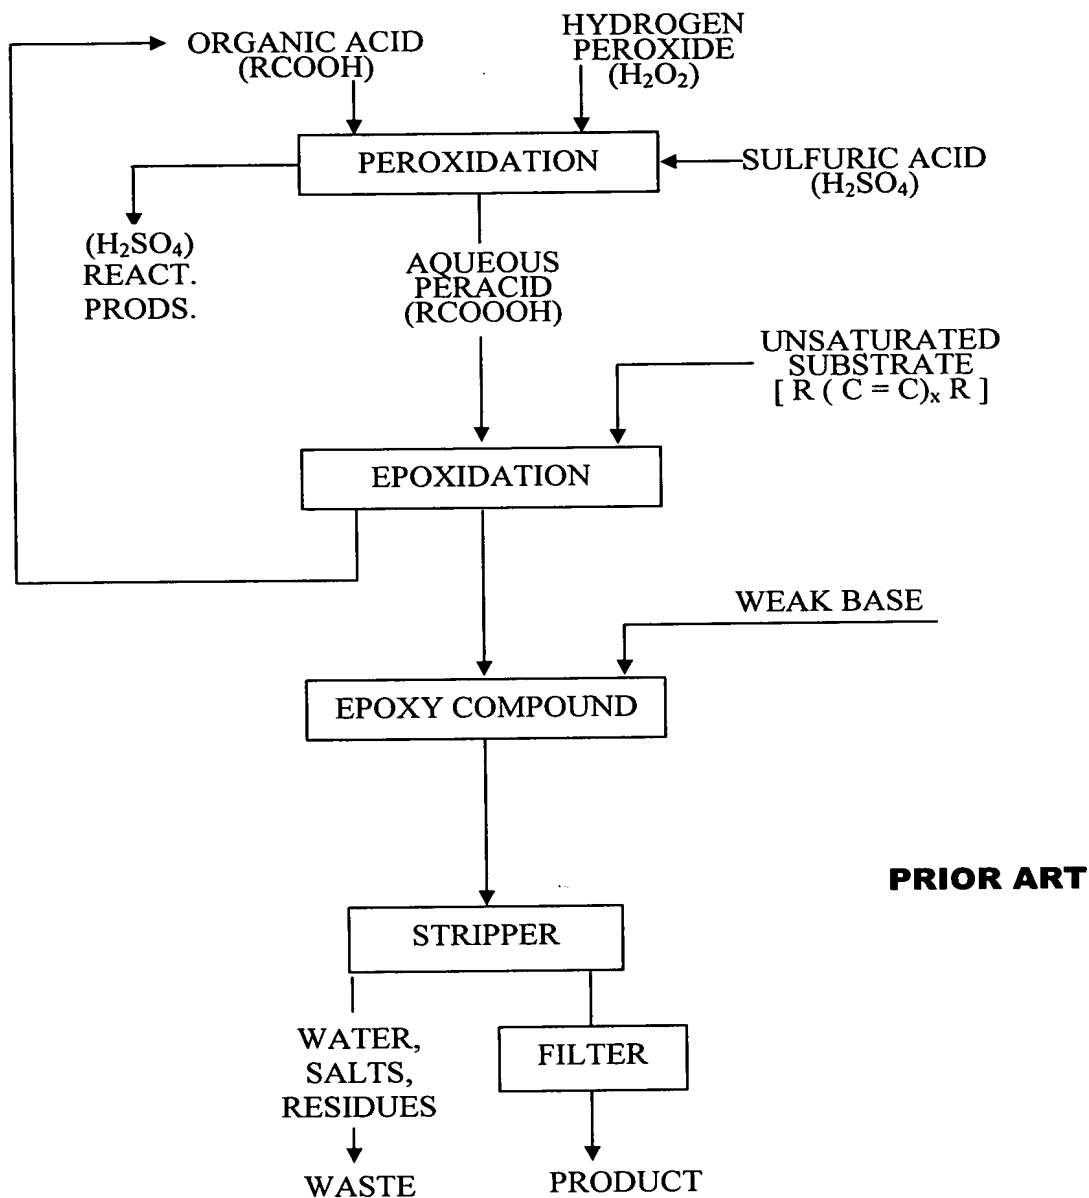 ORGANIC ACID
(RCOOH)
HYDROGEN
PEROXIDE
(H₂O₂)
PEROXIDATION
SULFURIC ACID
(H₂SO₄)
(H₂SO₄)
REACT.
PRODS.
AQUEOUS
PERACID
(RCOOOH)
UNSATURATED
SUBSTRATE
[ R ( C = C)ₓ R ]
EPOXIDATION
WEAK BASE
EPOXY COMPOUND
PRIOR ART
STRIPPER
WATER,
SALTS,
RESIDUES
FILTER
WASTE
PRODUCT